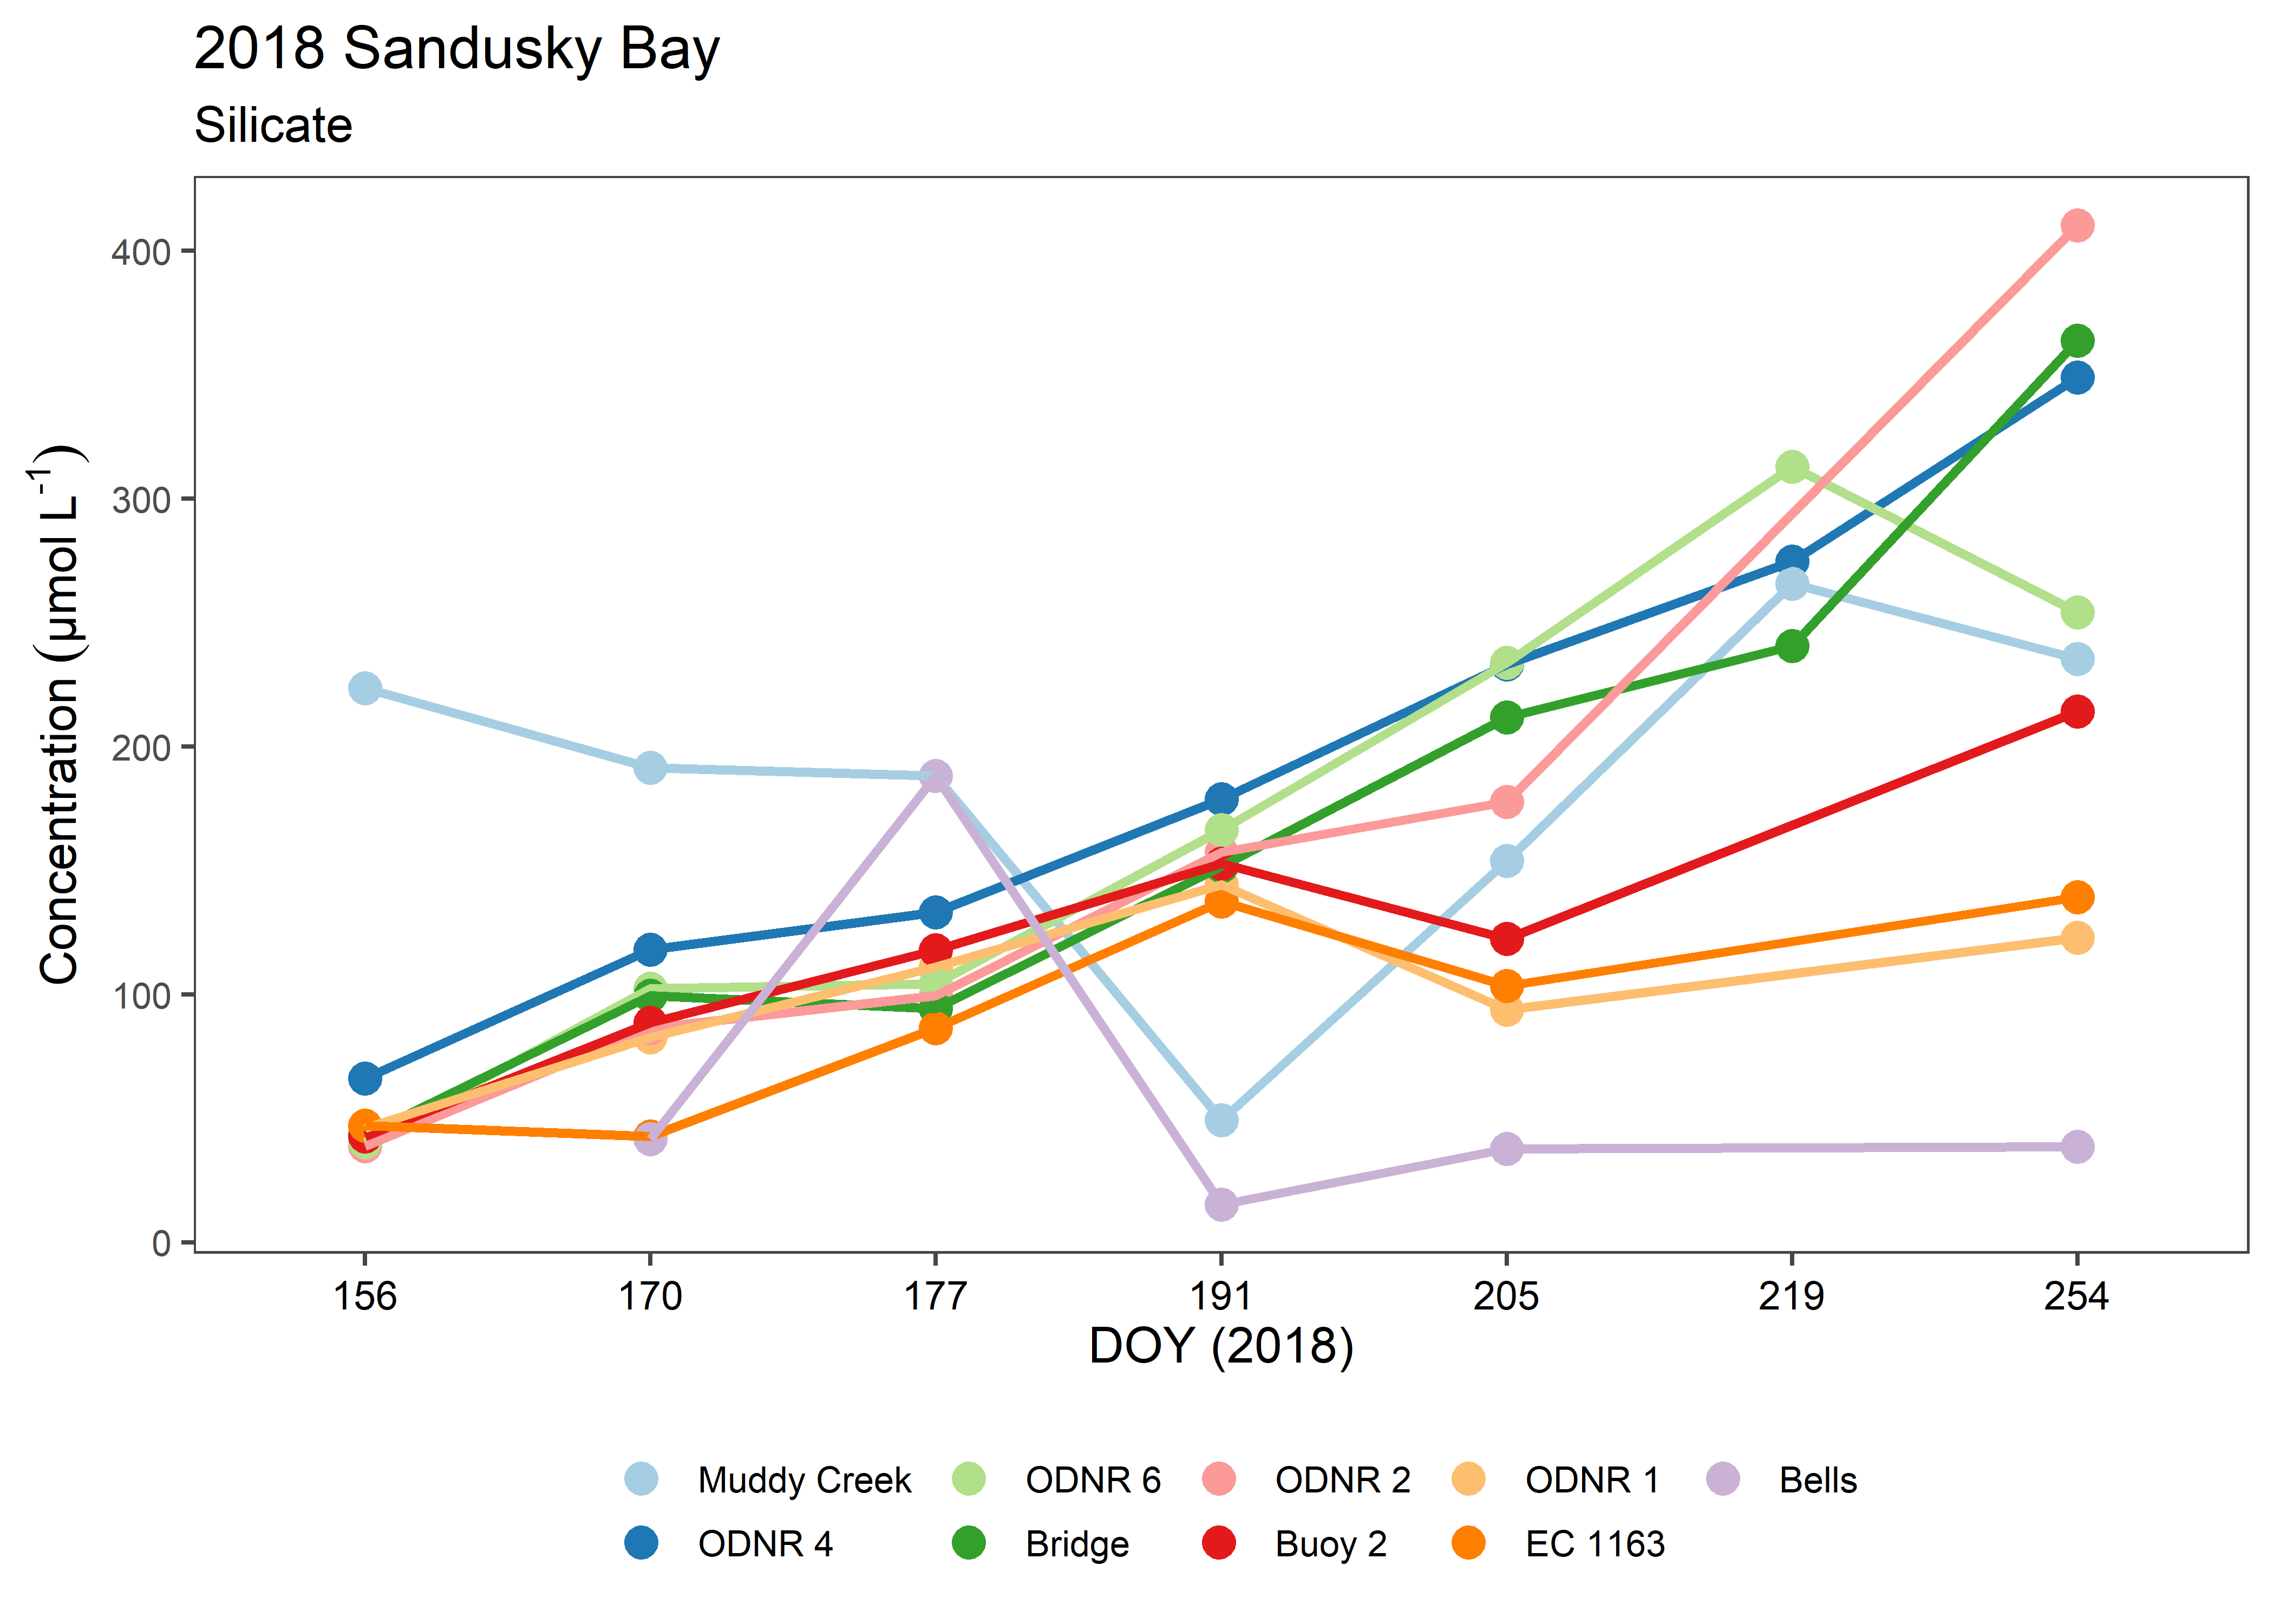 2018 Sandusky Bay
Silicate
Concentration (µmol L⁻¹)
400
300
200
100
0
156 170 177 191 205 219 254
DOY (2018)
Muddy Creek ODNR 6 ODNR 2 ODNR 1 Bells
ODNR 4 Bridge Buoy 2 EC 1163